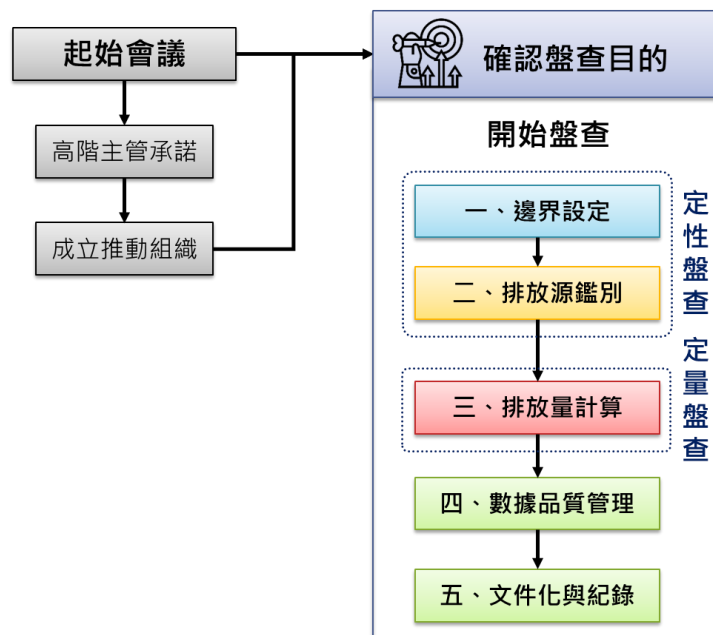 起始會議
高階主管承諾
成立推動組織
確認盤查目的
開始盤查
一、邊界設定
二、排放源鑑別
定性盤查
三、排放量計算
定量盤查
四、數據品質管理
五、文件化與紀錄